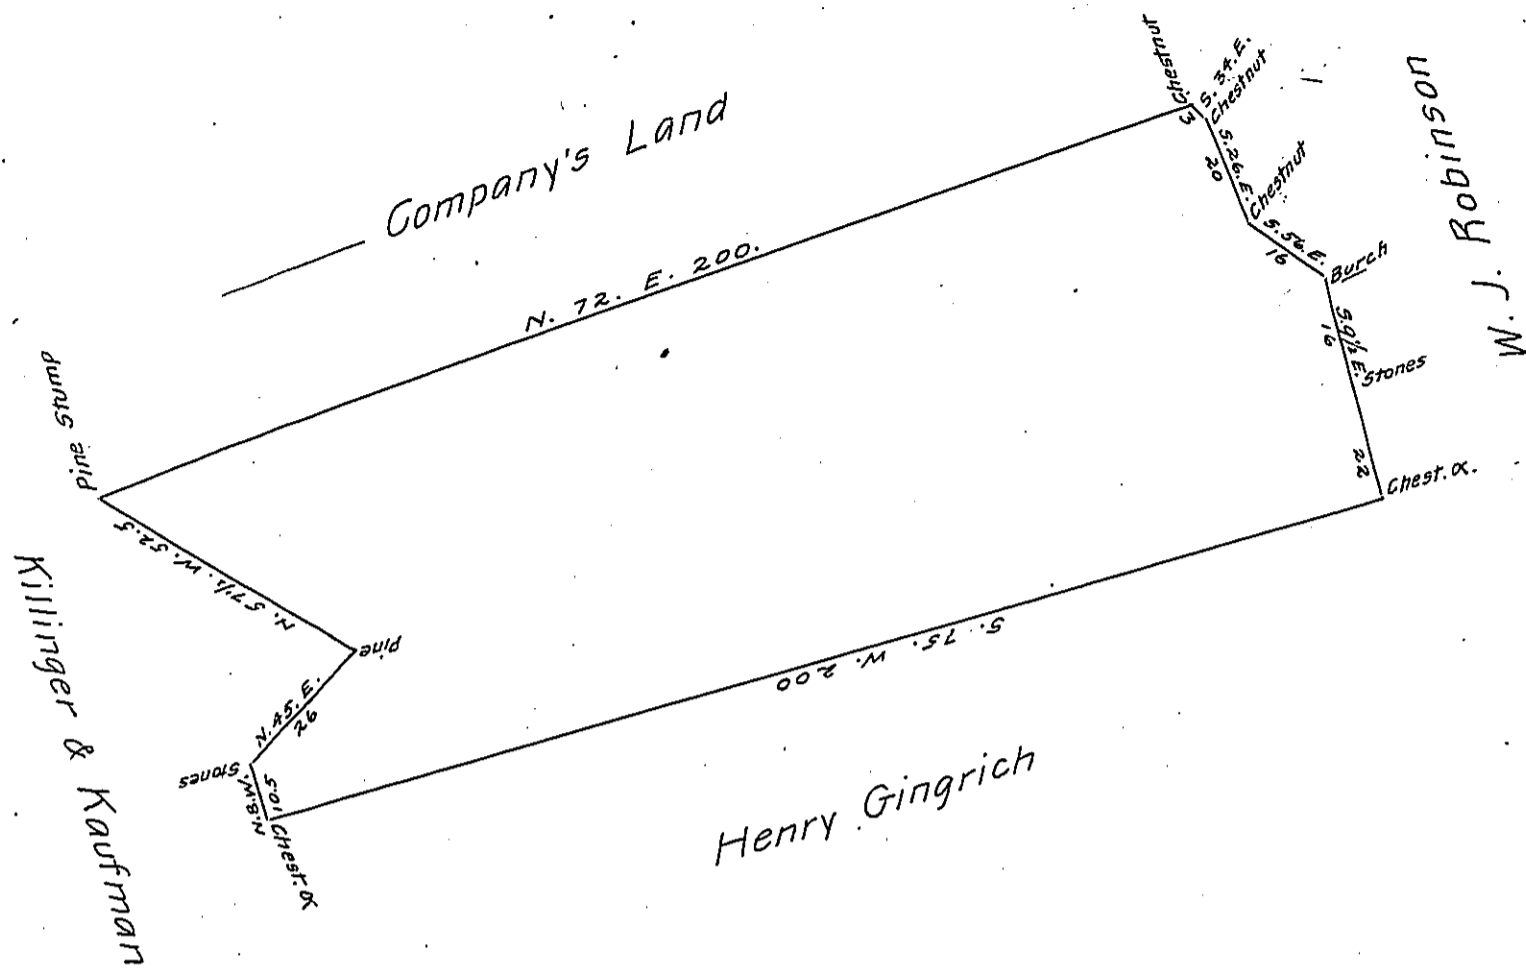 Company's Land
N. 72. E. 200.
Chestnut
3
S. 34. E.
Chestnut
S. 26. E.
20
Chestnut
S. 56. E.
16
Burch
S. 9½ E.
16
Stones
22
Chest. α.
W. J. Robinson
S. 75. W. 200
Henry Gingrich
Chest. α
N. 8. W.
10.5
Stones
N. 45. E.
26
Pine
N. 57½. W. 52.5
Pine Stump
Killinger & Kaufman